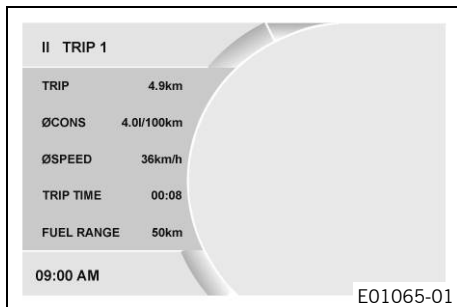 II TRIP 1
TRIP 4.9km
ØCONS 4.0l/100km
ØSPEED 36km/h
TRIP TIME 00:08
FUEL RANGE 50km
09:00 AM
E01065-01